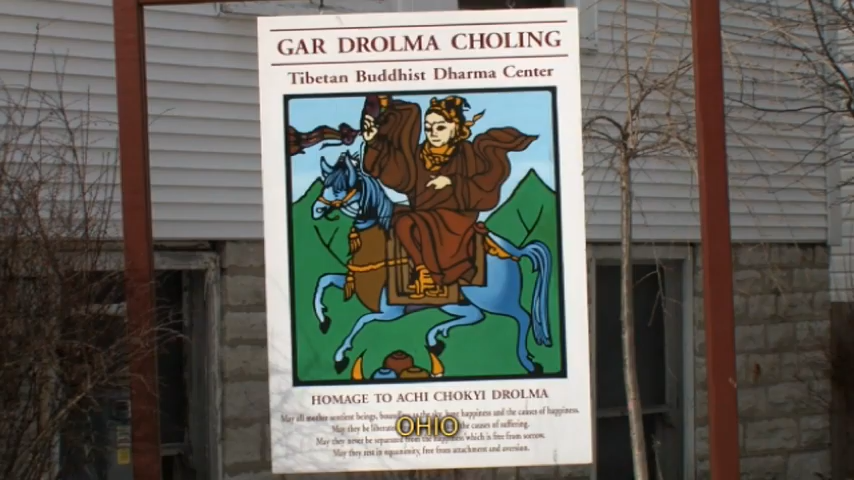 GAR DROLMA CHOLING
Tibetan Buddhist Dharma Center
HOMAGE TO ACHI CHOKYI DROLMA
May all mother sentient beings, boundless as the sky, have happiness and the causes of happiness.
May they be liberated the causes of suffering.
May they never be separated from the happiness which is free from sorrow.
May they rest in equanimity, free from attachment and aversion.
OHIO